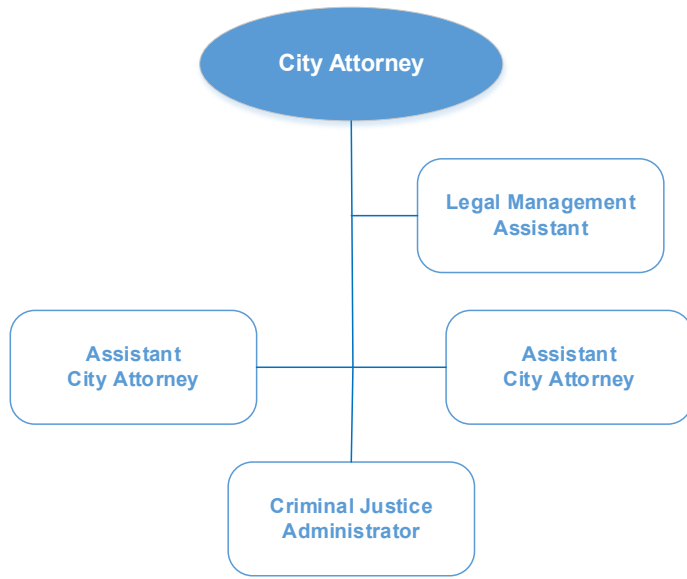 City Attorney
Legal Management
Assistant
Assistant
City Attorney
Assistant
City Attorney
Criminal Justice
Administrator